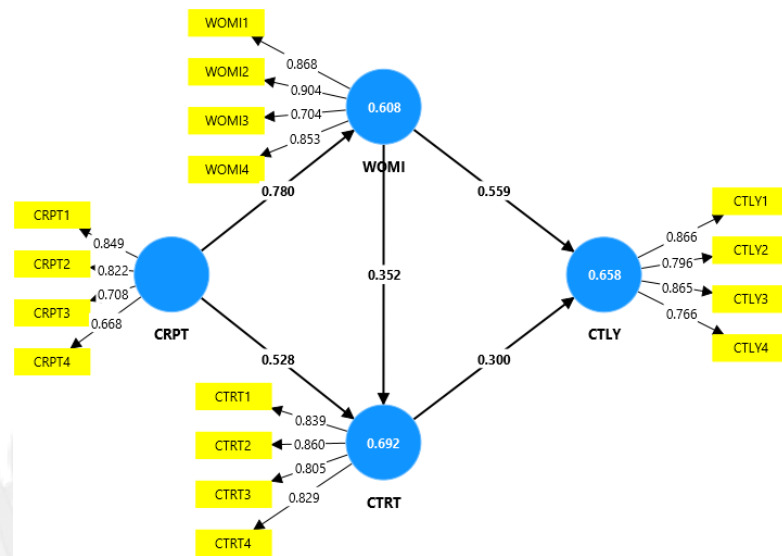 WOMI1
0.868
WOMI2
0.904
WOMI3
0.704
WOMI4
0.853
0.608
WOMI
0.780
0.559
CRPT1
0.849
CRPT2
0.822
CRPT3
0.708
CRPT4
0.668
CRPT
0.352
CTLY1
0.866
CTLY2
0.796
CTLY3
0.865
CTLY4
0.766
0.658
CTLY
0.528
0.300
CTRT1
0.839
CTRT2
0.860
CTRT3
0.805
CTRT4
0.829
0.692
CTRT